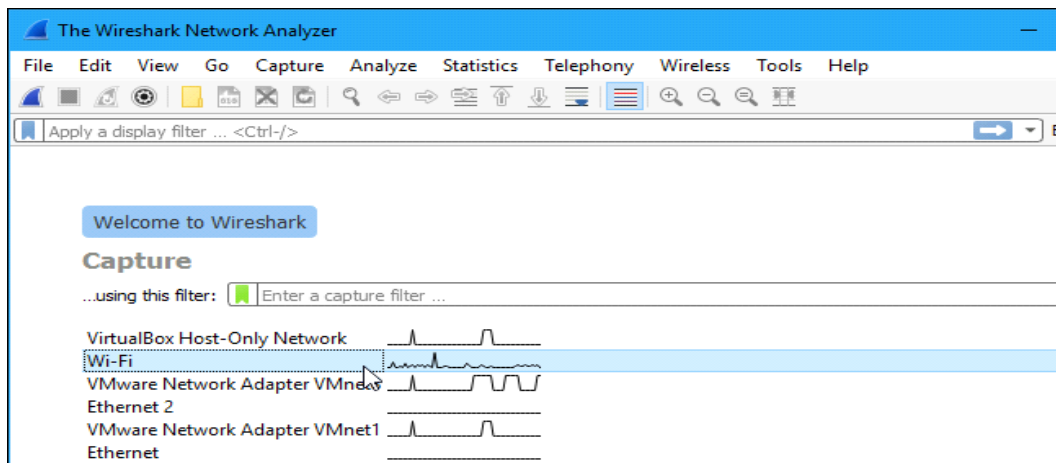 The Wireshark Network Analyzer
File Edit View Go Capture Analyze Statistics Telephony Wireless Tools Help
Apply a display filter ... <Ctrl-/>
Welcome to Wireshark
Capture
...using this filter: Enter a capture filter ...
VirtualBox Host-Only Network
Wi-Fi
VMware Network Adapter
Ethernet 2
VMware Network Adapter VMnet1
Ethernet